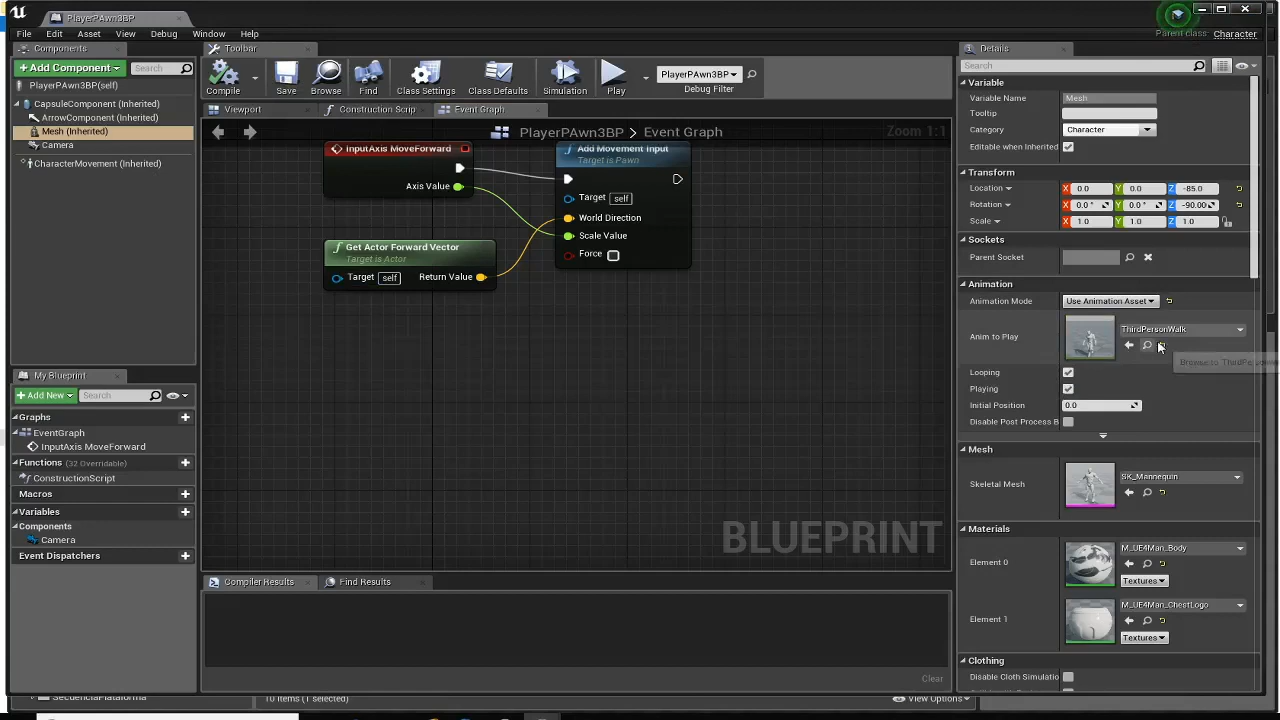 PlayerPAwn3BP
Parent class: Character
File Edit Asset View Debug Window Help
Components
Add Component
Search
PlayerPAwn3BP(self)
CapsuleComponent (Inherited)
ArrowComponent (Inherited)
Mesh (Inherited)
Camera
CharacterMovement (Inherited)
My Blueprint
Add New
Search
Graphs
EventGraph
InputAxis MoveForward
Functions (32 Overridable)
ConstructionScript
Macros
Variables
Components
Camera
Event Dispatchers
Toolbar
Compile
Save
Browse
Find
Class Settings
Class Defaults
Simulation
Play
PlayerPAwn3BP
Debug Filter
Viewport
Construction Scrip
Event Graph
PlayerPAwn3BP Event Graph
Zoom 1:1
InputAxis MoveForward
Axis Value
Add Movement Input
Target is Pawn
Target self
World Direction
Scale Value
Force
Get Actor Forward Vector
Target is Actor
Target self
Return Value
BLUEPRINT
Compiler Results
Find Results
Clear
Details
Search
Variable
Variable Name Mesh
Tooltip
Category Character
Editable when Inherited
Transform
Location X 0.0 Y 0.0 Z -85.0
Rotation X 0.0 ° Y 0.0 ° Z -90.00
Scale X 1.0 Y 1.0 Z 1.0
Sockets
Parent Socket
Animation
Animation Mode Use Animation Asset
Anim to Play ThirdPersonWalk
Looping
Playing
Initial Position 0.0
Disable Post Process B
Mesh
Skeletal Mesh SK_Mannequin
Materials
Element 0 M_UE4Man_Body
Textures
Element 1 M_UE4Man_ChestLogo
Textures
Clothing
Disable Cloth Simulatio
SecuenciaPlataforma
10 items (1 selected)
View Options